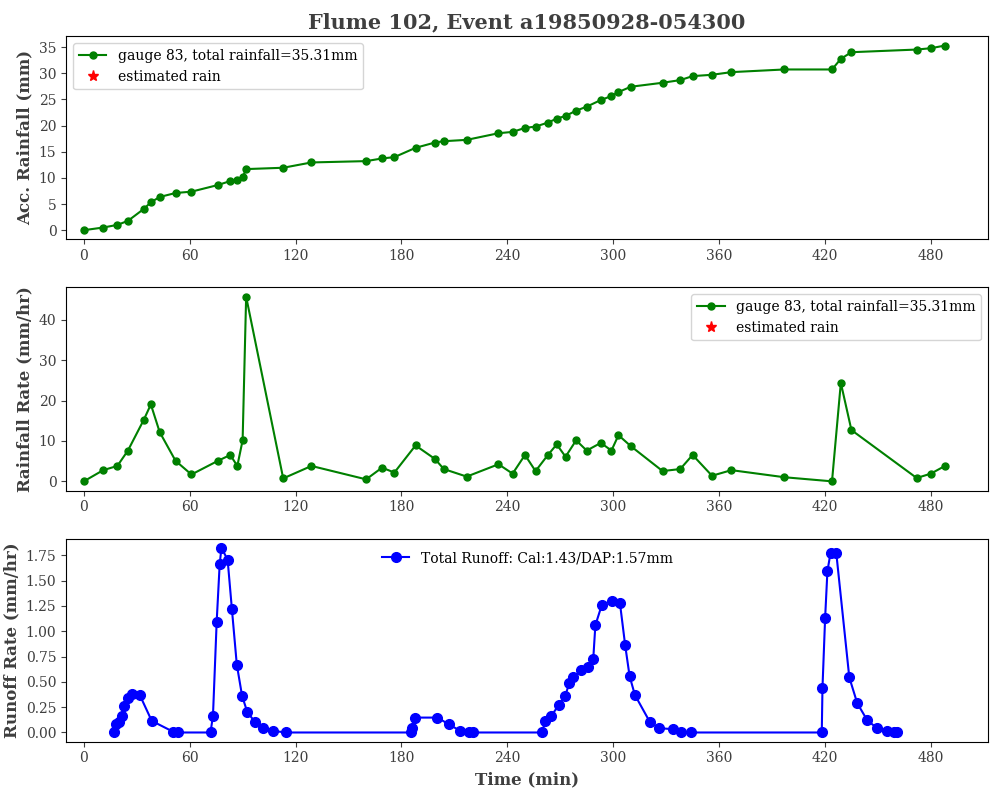 Flume 102, Event a19850928-054300
Acc. Rainfall (mm)
35
30
25
20
15
10
5
0
gauge 83, total rainfall=35.31mm
estimated rain
0 60 120 180 240 300 360 420 480
Rainfall Rate (mm/hr)
40
30
20
10
0
gauge 83, total rainfall=35.31mm
estimated rain
0 60 120 180 240 300 360 420 480
Runoff Rate (mm/hr)
1.75
1.50
1.25
1.00
0.75
0.50
0.25
0.00
Total Runoff: Cal:1.43/DAP:1.57mm
0 60 120 180 240 300 360 420 480
Time (min)